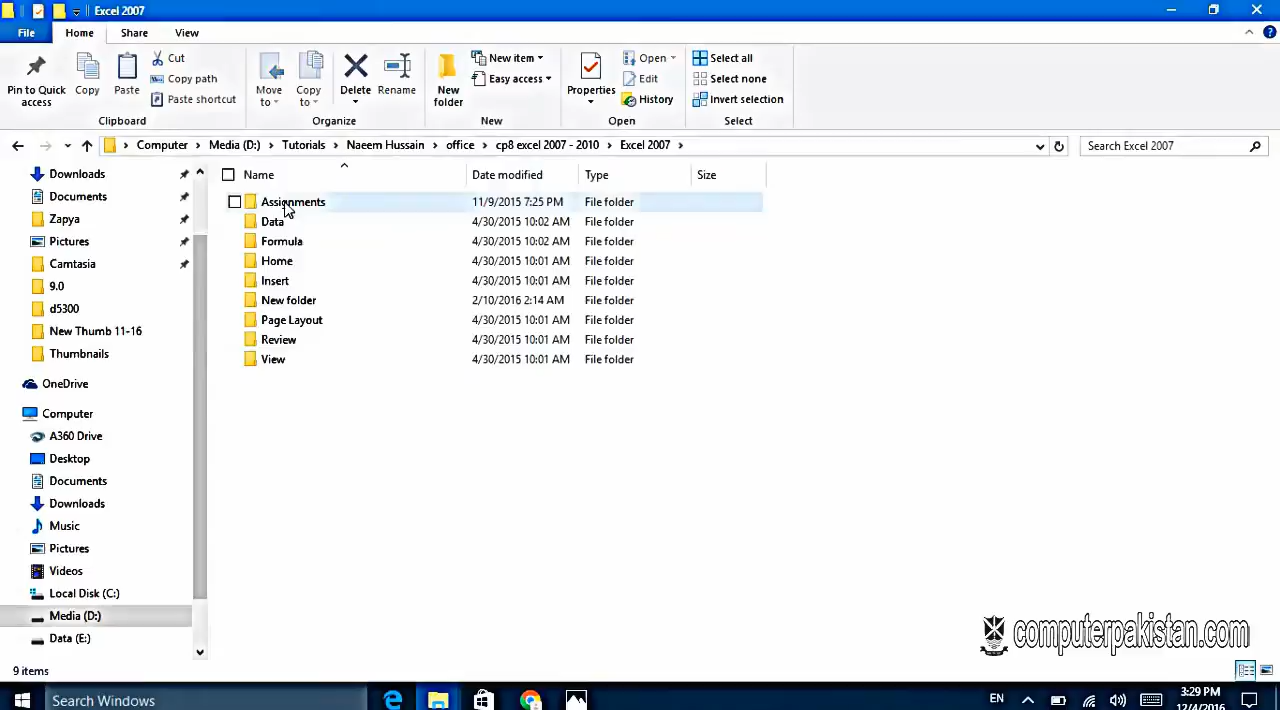 Excel 2007
File Home Share View
Pin to Quick access
Copy
Paste
Cut
Copy path
Paste shortcut
Clipboard
Move to
Copy to
Delete
Rename
Organize
New folder
New item
Easy access
New
Properties
Open
Edit
History
Open
Select all
Select none
Invert selection
Select
Computer Media (D:) Tutorials Naeem Hussain office cp8 excel 2007 - 2010 Excel 2007
Search Excel 2007
Downloads
Documents
Zapya
Pictures
Camtasia
9.0
d5300
New Thumb 11-16
Thumbnails
OneDrive
Computer
A360 Drive
Desktop
Documents
Downloads
Music
Pictures
Videos
Local Disk (C:)
Media (D:)
Data (E:)
Name Date modified Type Size
Assignments 11/9/2015 7:25 PM File folder
Data 4/30/2015 10:02 AM File folder
Formula 4/30/2015 10:02 AM File folder
Home 4/30/2015 10:01 AM File folder
Insert 4/30/2015 10:01 AM File folder
New folder 2/10/2016 2:14 AM File folder
Page Layout 4/30/2015 10:01 AM File folder
Review 4/30/2015 10:01 AM File folder
View 4/30/2015 10:01 AM File folder
computerpakistan.com
9 items
Search Windows
EN
3:29 PM
12/4/2016